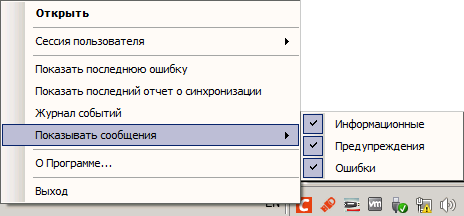 Открыть
Сессия пользователя
Показать последнюю ошибку
Показать последний отчет о синхронизации
Журнал событий
Показывать сообщения
Информационные
Предупреждения
Ошибки
О Программе...
Выход
EN
C
vm